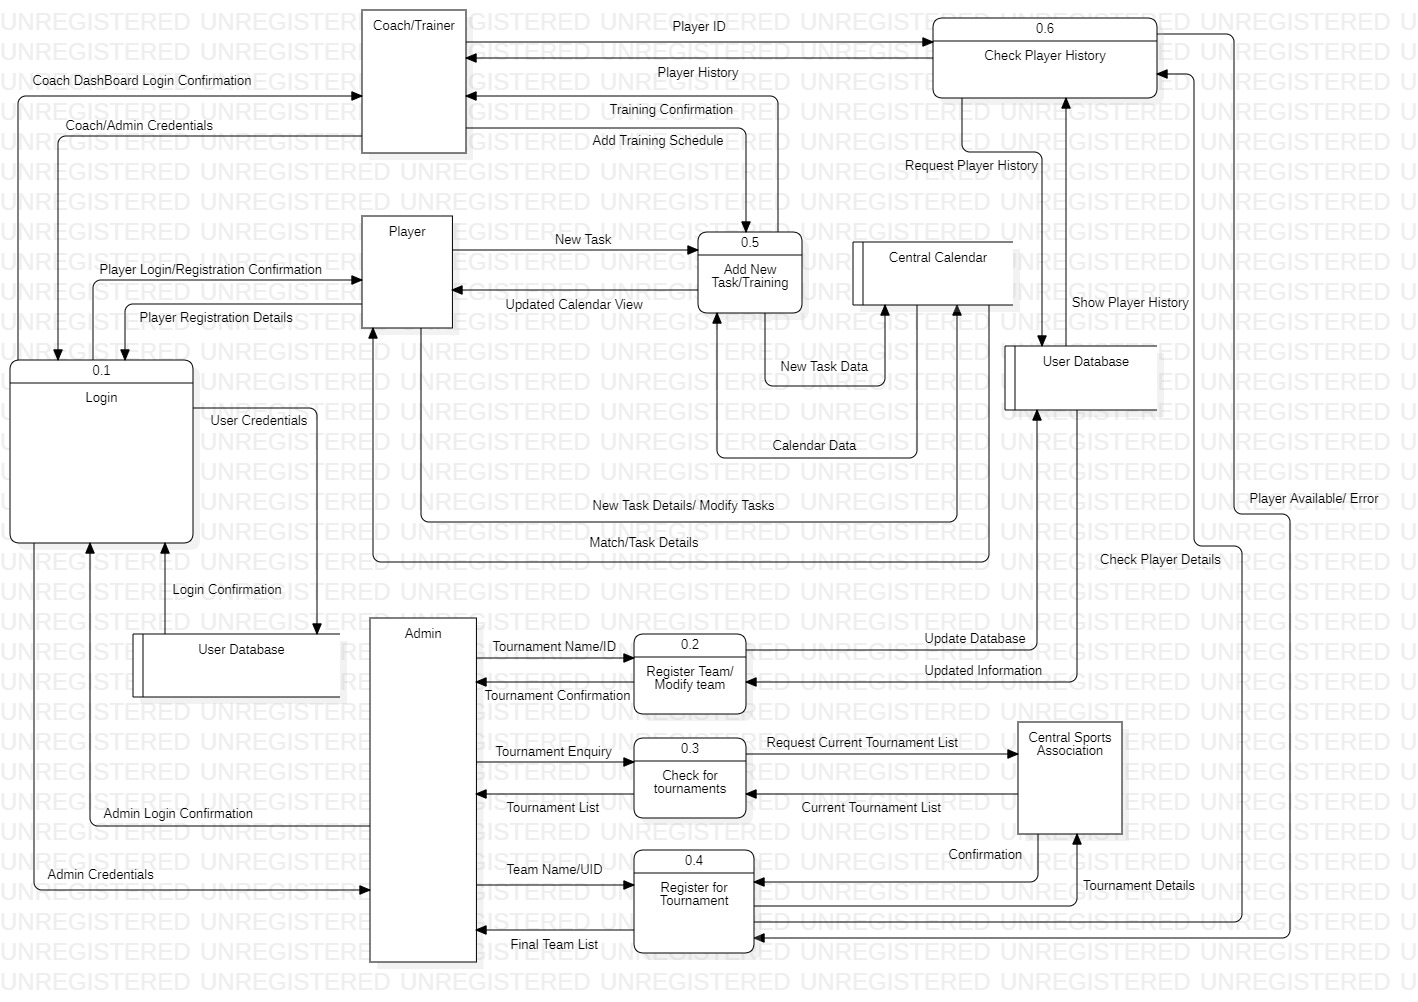 Coach/Trainer
Player ID
0.6
Check Player History
Player History
Coach DashBoard Login Confirmation
Training Confirmation
Coach/Admin Credentials
Add Training Schedule
Request Player History
Player
New Task
0.5
Add New
Task/Training
Central Calendar
Player Login/Registration Confirmation
Updated Calendar View
Show Player History
Player Registration Details
0.1
Login
New Task Data
User Database
User Credentials
Calendar Data
New Task Details/ Modify Tasks
Player Available/ Error
Match/Task Details
Check Player Details
Login Confirmation
User Database
Admin
Tournament Name/ID
0.2
Register Team/
Modify team
Update Database
Updated Information
Tournament Confirmation
Tournament Enquiry
0.3
Check for
tournaments
Request Current Tournament List
Central Sports
Association
Tournament List
Current Tournament List
Admin Login Confirmation
Confirmation
Team Name/UID
0.4
Register for
Tournament
Tournament Details
Admin Credentials
Final Team List
UNREGISTERED